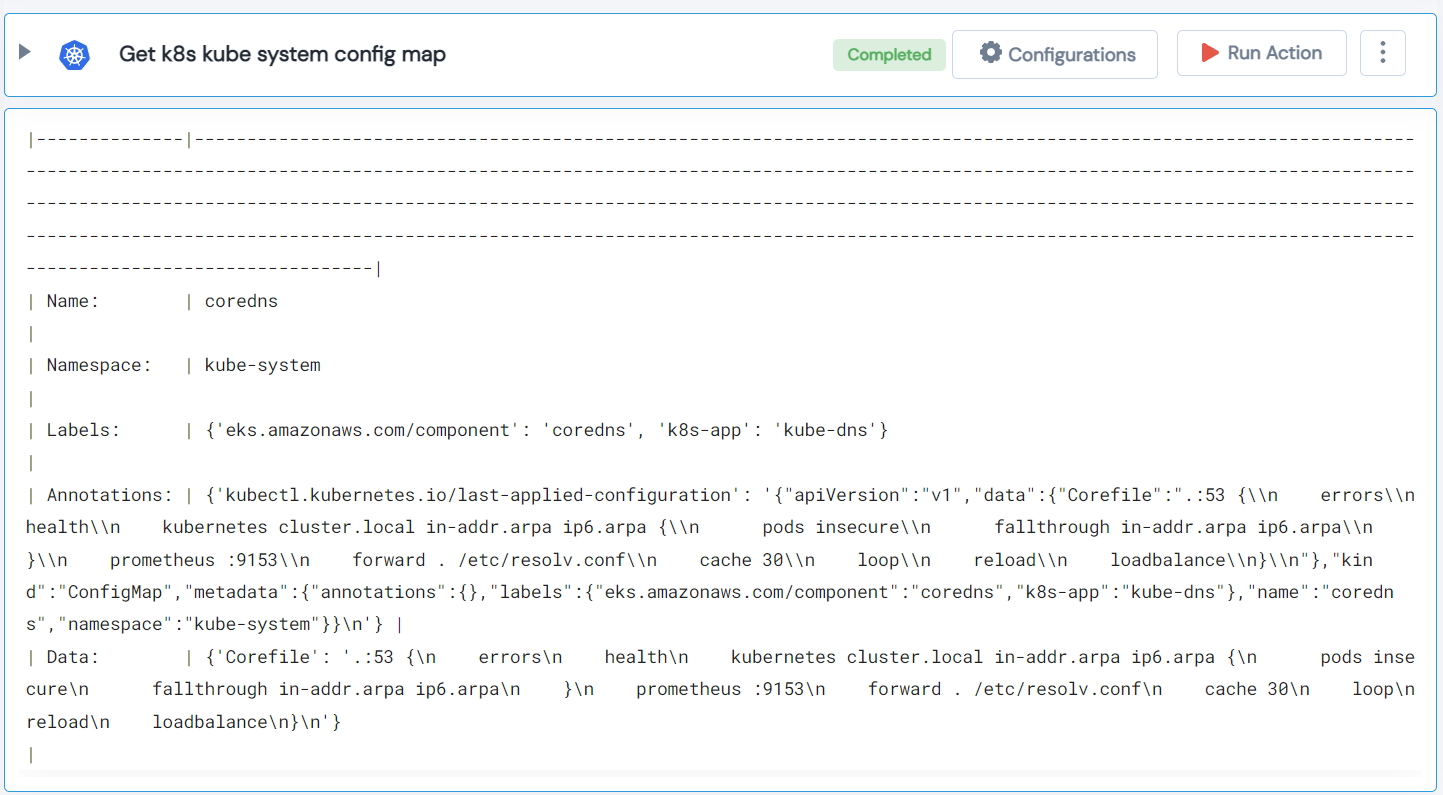 Get k8s kube system config map
Completed
Configurations
Run Action
|--------------|--------------------------------------------------------------------------------------------------------------------
------------------------------------------------------------------------------------------------------------------------------------
------------------------------------------------------------------------------------------------------------------------------------
------------------------------------------------------------------------------------------------------------------------------------
---------------------------------|
| Name:        | coredns
|
| Namespace:   | kube-system
|
| Labels:      | {'eks.amazonaws.com/component': 'coredns', 'k8s-app': 'kube-dns'}
|
| Annotations: | {'kubectl.kubernetes.io/last-applied-configuration': '{"apiVersion":"v1","data":{"Corefile":".:53 {\\n    errors\\n
health\\n    kubernetes cluster.local in-addr.arpa ip6.arpa {\\n      pods insecure\\n      fallthrough in-addr.arpa ip6.arpa\\n
}\\n    prometheus :9153\\n    forward . /etc/resolv.conf\\n    cache 30\\n    loop\\n    reload\\n    loadbalance\\n}\\n"},"kin
d":"ConfigMap","metadata":{"annotations":{},"labels":{"eks.amazonaws.com/component":"coredns","k8s-app":"kube-dns"},"name":"coredn
s","namespace":"kube-system"}}\n'} |
| Data:        | {'Corefile': '.:53 {\n    errors\n    health\n    kubernetes cluster.local in-addr.arpa ip6.arpa {\n      pods inse
cure\n      fallthrough in-addr.arpa ip6.arpa\n    }\n    prometheus :9153\n    forward . /etc/resolv.conf\n    cache 30\n    loop\n
reload\n    loadbalance\n}\n'}
|